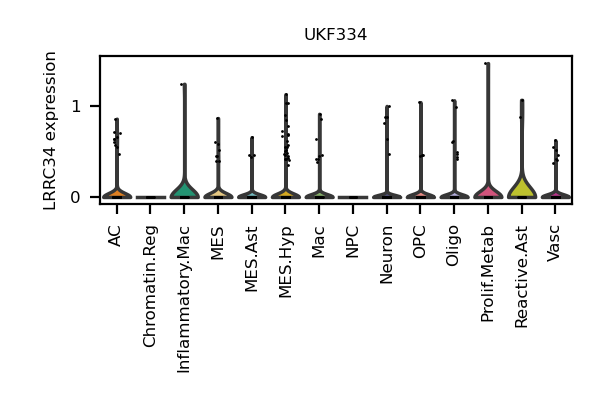 UKF334
LRRC34 expression
1
0
AC
Chromatin.Reg
Inflammatory.Mac
MES
MES.Ast
MES.Hyp
Mac
NPC
Neuron
OPC
Oligo
Prolif.Metab
Reactive.Ast
Vasc